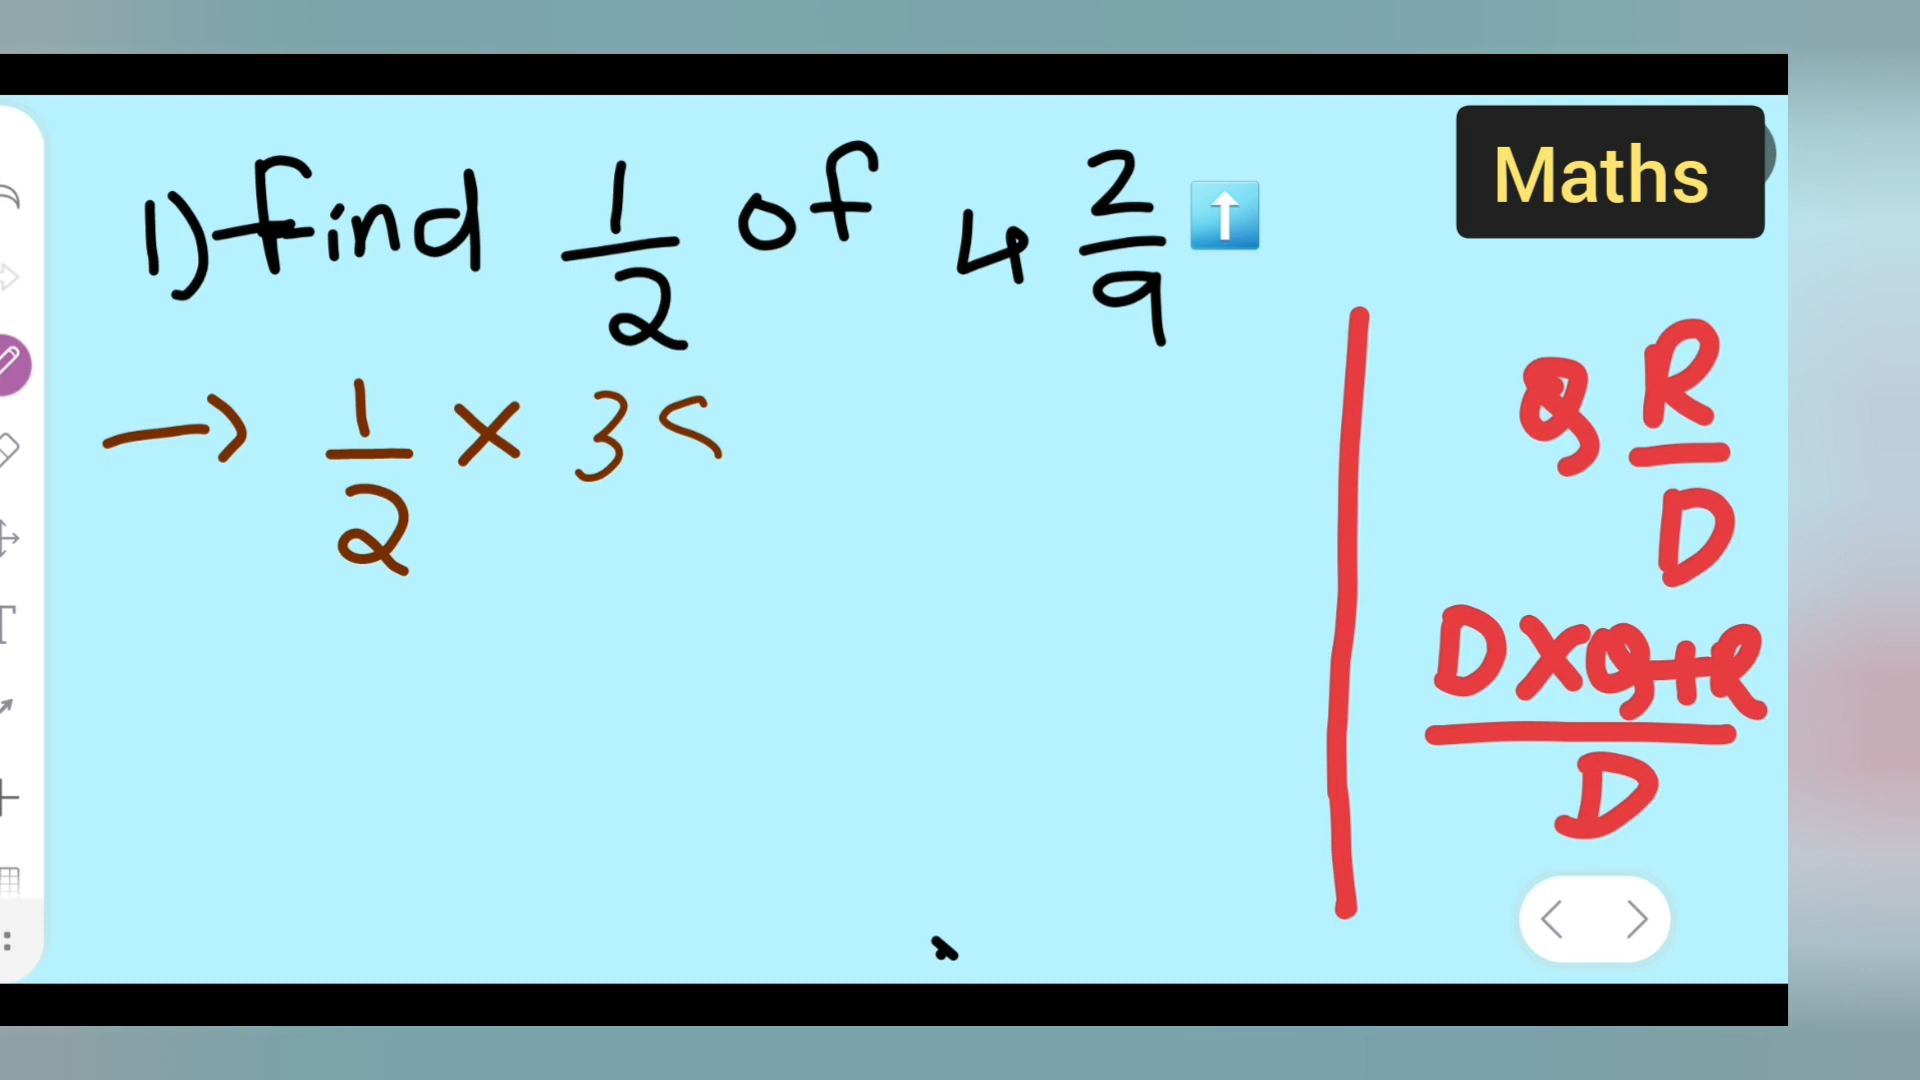 Maths
1) find 1/2 of 4 2/9 ⬆
→ 1/2 × 3
Q R/D
D×Q+R
D